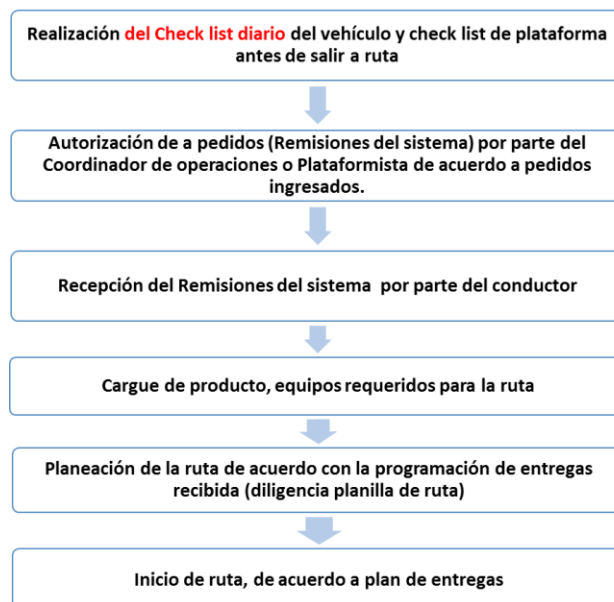 Realización del Check list diario del vehículo y check list de plataforma
antes de salir a ruta
Autorización de a pedidos (Remisiones del sistema) por parte del
Coordinador de operaciones o Plataformista de acuerdo a pedidos
ingresados.
Recepción del Remisiones del sistema por parte del conductor
Cargue de producto, equipos requeridos para la ruta
Planeación de la ruta de acuerdo con la programación de entregas
recibida (diligencia planilla de ruta)
Inicio de ruta, de acuerdo a plan de entregas